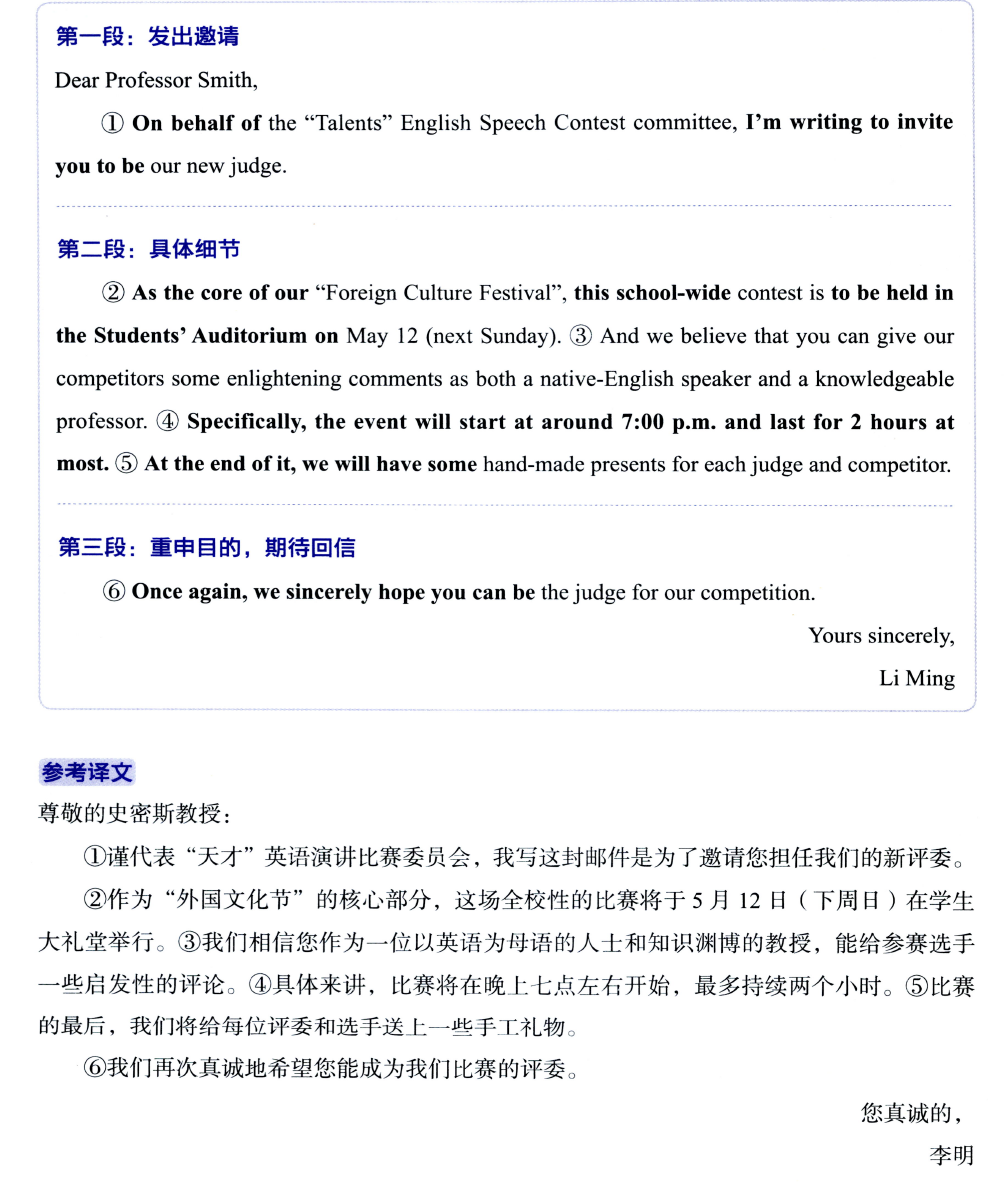 第一段：发出邀请
Dear Professor Smith,
① On behalf of the “Talents” English Speech Contest committee, I’m writing to invite
you to be our new judge.
第二段：具体细节
② As the core of our “Foreign Culture Festival”, this school-wide contest is to be held in
the Students’ Auditorium on May 12 (next Sunday). ③ And we believe that you can give our
competitors some enlightening comments as both a native-English speaker and a knowledgeable
professor. ④ Specifically, the event will start at around 7:00 p.m. and last for 2 hours at
most. ⑤ At the end of it, we will have some hand-made presents for each judge and competitor.
第三段：重申目的，期待回信
⑥ Once again, we sincerely hope you can be the judge for our competition.
Yours sincerely,
Li Ming
参考译文
尊敬的史密斯教授：
①谨代表“天才”英语演讲比赛委员会，我写这封邮件是为了邀请您担任我们的新评委。
②作为“外国文化节”的核心部分，这场全校性的比赛将于 5 月 12 日（下周日）在学生
大礼堂举行。③我们相信您作为一位以英语为母语的人士和知识渊博的教授，能给参赛选手
一些启发性的评论。④具体来讲，比赛将在晚上七点左右开始，最多持续两个小时。⑤比赛
的最后，我们将给每位评委和选手送上一些手工礼物。
⑥我们再次真诚地希望您能成为我们比赛的评委。
您真诚的，
李明